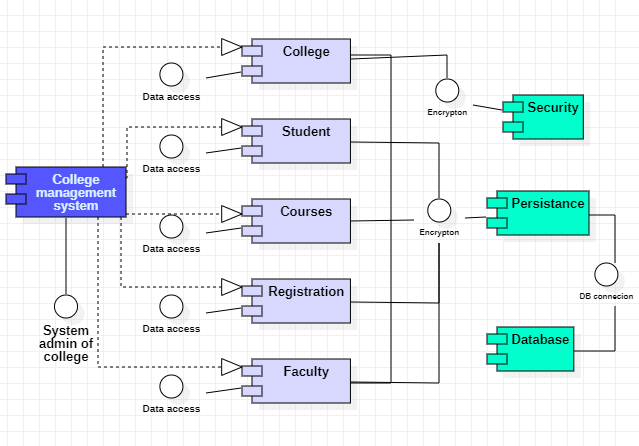 College
Data access
Encrypton
Security
Student
Data access
College
management
system
Courses
Persistance
Encrypton
Data access
Registration
DB connecion
Data access
System
admin of
college
Database
Faculty
Data access